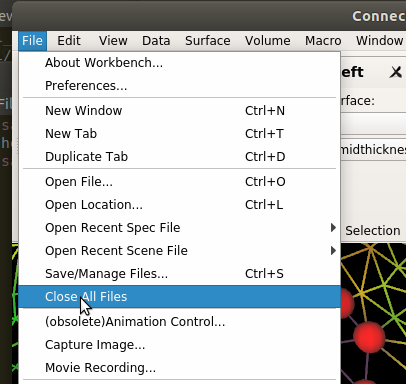 Connec
File Edit View Data Surface Volume Macro Window
About Workbench...
Preferences...
New Window Ctrl+N
New Tab Ctrl+T
Duplicate Tab Ctrl+D
Open File... Ctrl+O
Open Location... Ctrl+L
Open Recent Spec File
Open Recent Scene File
Save/Manage Files... Ctrl+S
Close All Files
(obsolete)Animation Control...
Capture Image...
Movie Recording...
eft
rface:
midthicknes
Selection